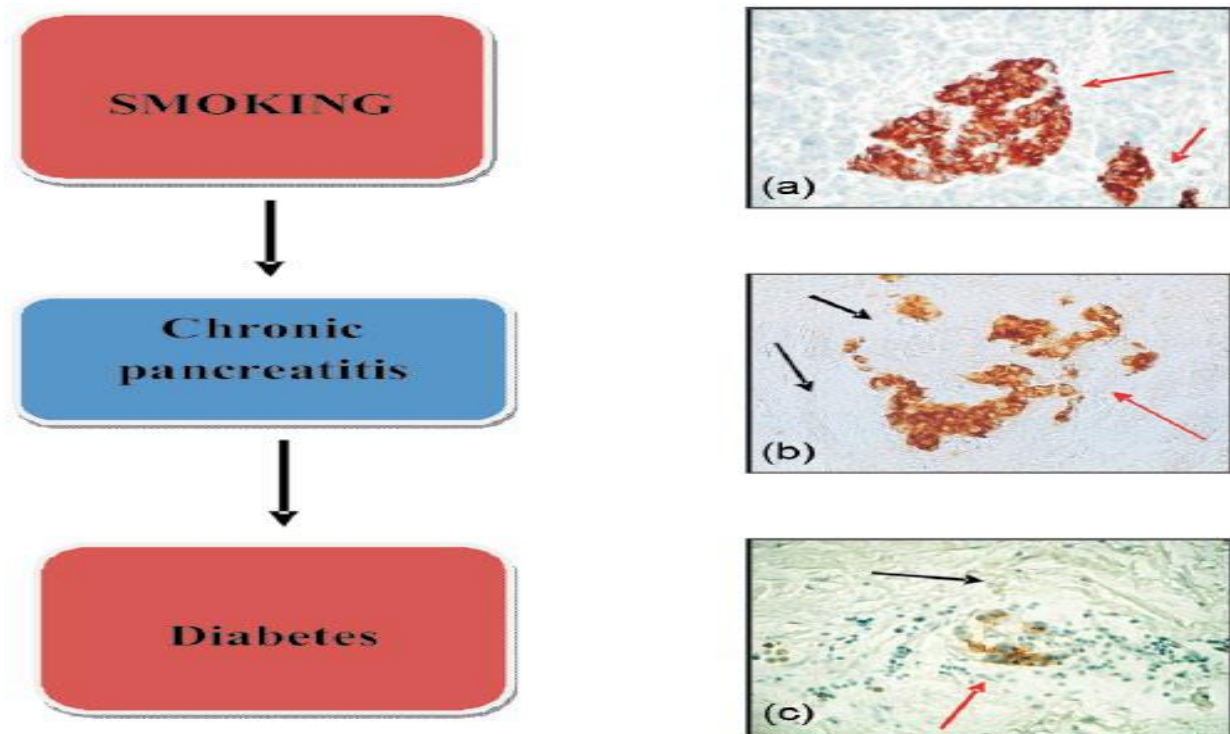 SMOKING
(a)
Chronic
pancreatitis
(b)
Diabetes
(c)